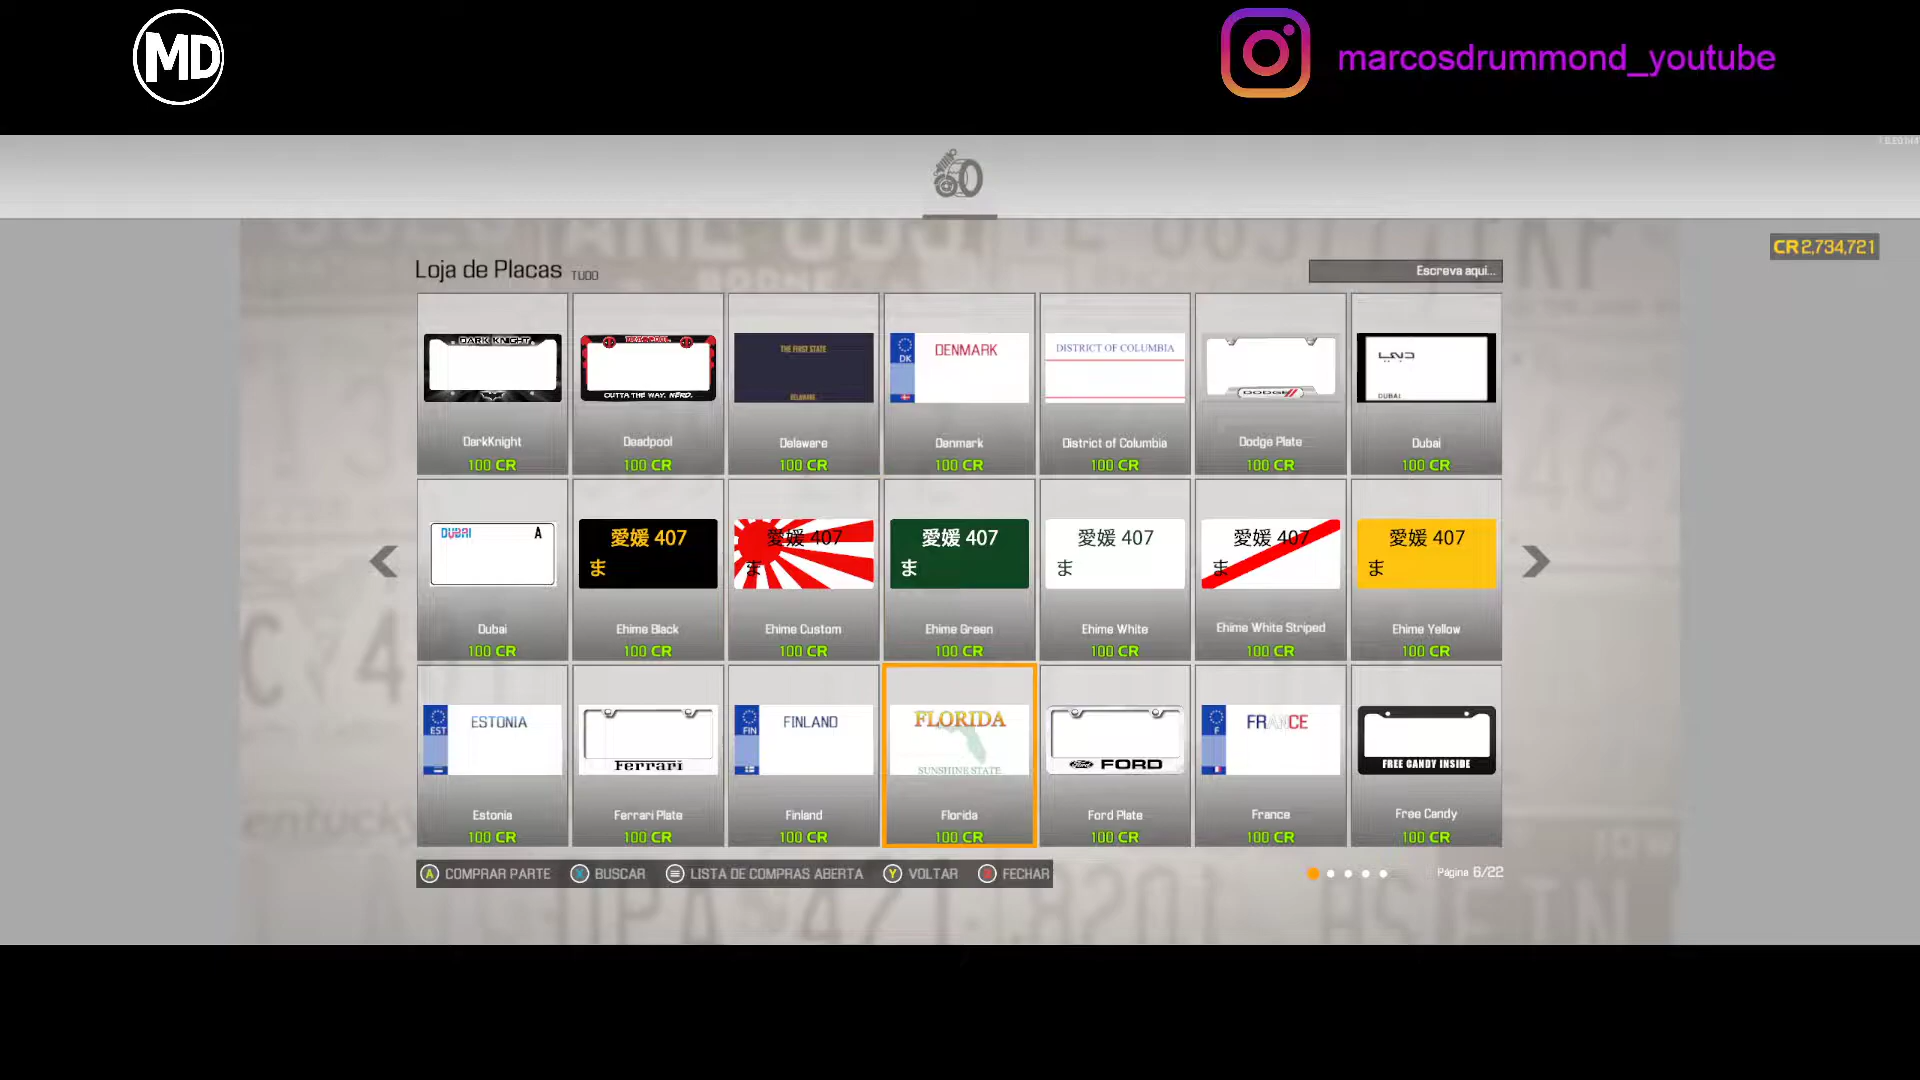 MD
marcosdrummond_youtube
CR 2,734,721
Loja de Placas TUDO
Escreva aqui...
DARK KNIGHT
DarkKnight
100 CR
DEADPOOL
OUTTA THE WAY, NERD.
Deadpool
100 CR
THE FIRST STATE
DELAWARE
Delaware
100 CR
DK
DENMARK
Denmark
100 CR
DISTRICT OF COLUMBIA
District of Columbia
100 CR
DODGE
Dodge Plate
100 CR
DUBAI
Dubai
100 CR
DUBAI A
Dubai
100 CR
愛媛 407
ま
Ehime Black
100 CR
愛媛 407
ま
Ehime Custom
100 CR
愛媛 407
ま
Ehime Green
100 CR
愛媛 407
ま
Ehime White
100 CR
愛媛 407
ま
Ehime White Striped
100 CR
愛媛 407
ま
Ehime Yellow
100 CR
EST
ESTONIA
Estonia
100 CR
Ferrari
Ferrari Plate
100 CR
FIN
FINLAND
Finland
100 CR
FLORIDA
SUNSHINE STATE
Florida
100 CR
Ford FORD
Ford Plate
100 CR
F
FRANCE
France
100 CR
FREE CANDY INSIDE
Free Candy
100 CR
A COMPRAR PARTE X BUSCAR LISTA DE COMPRAS ABERTA Y VOLTAR FECHAR
Página 6/22